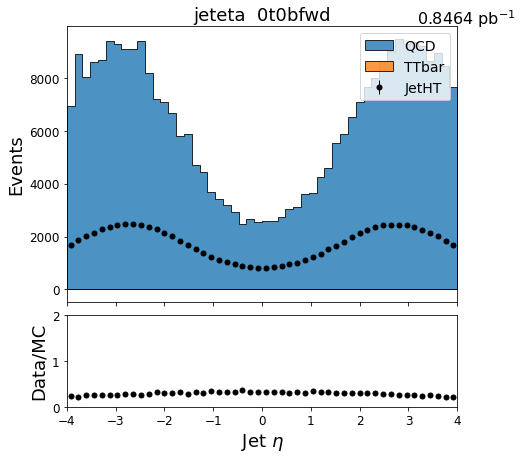 jeteta 0t0bfwd
0.8464 pb⁻¹
QCD
TTbar
JetHT
Events
8000
6000
4000
2000
0
Data/MC
2
1
0
−4 −3 −2 −1 0 1 2 3 4
Jet η